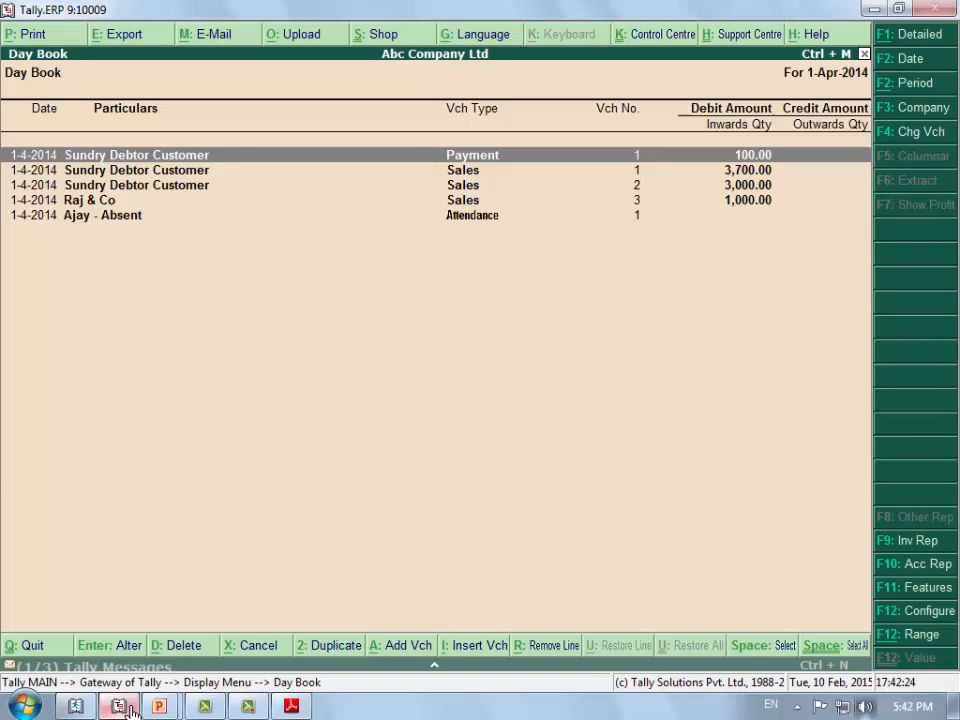 Tally.ERP 9:10009
P: Print E: Export M: E-Mail O: Upload S: Shop G: Language K: Keyboard K: Control Centre H: Support Centre H: Help
Day Book Abc Company Ltd Ctrl + M
Day Book For 1-Apr-2014
Date Particulars Vch Type Vch No. Debit Amount Credit Amount
Inwards Qty Outwards Qty
1-4-2014 Sundry Debtor Customer Payment 1 100.00
1-4-2014 Sundry Debtor Customer Sales 1 3,700.00
1-4-2014 Sundry Debtor Customer Sales 2 3,000.00
1-4-2014 Raj & Co Sales 3 1,000.00
1-4-2014 Ajay - Absent Attendance 1
F1: Detailed
F2: Date
F2: Period
F3: Company
F4: Chg Vch
F5: Columnar
F6: Extract
F7: Show Profit
F8: Other Rep
F9: Inv Rep
F10: Acc Rep
F11: Features
F12: Configure
F12: Range
F12: Value
Q: Quit Enter: Alter D: Delete X: Cancel 2: Duplicate A: Add Vch I: Insert Vch R: Remove Line U: Restore Line U: Restore All Space: Select Space: Select All
(1/3) Tally Messages Ctrl + N
Tally MAIN --> Gateway of Tally --> Display Menu --> Day Book (c) Tally Solutions Pvt. Ltd., 1988-2 Tue, 10 Feb, 2015 17:42:24
EN 5:42 PM